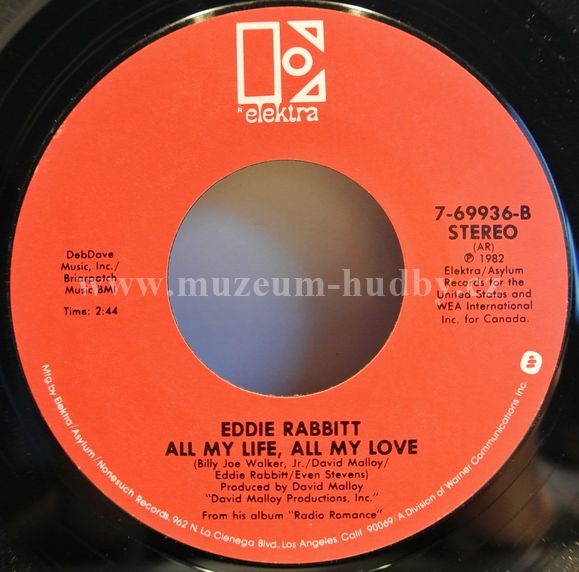 R elektra
7-69936-B
STEREO
(AR)
℗ 1982
Elektra/Asylum
Records for the
United States and
WEA International
Inc. for Canada.
DebDave
Music, Inc./
Briarpatch
Music BMI
Time: 2:44
www.muzeum-hudby.cz
EDDIE RABBITT
ALL MY LIFE, ALL MY LOVE
(Billy Joe Walker, Jr./David Malloy/
Eddie Rabbitt/Even Stevens)
Produced by David Malloy
"David Malloy Productions, Inc."
From his album "Radio Romance"
Mfg. by Elektra/Asylum/Nonesuch Records, 962 N. La Cienega Blvd., Los Angeles, Calif. 90069/A Division of Warner Communications Inc.